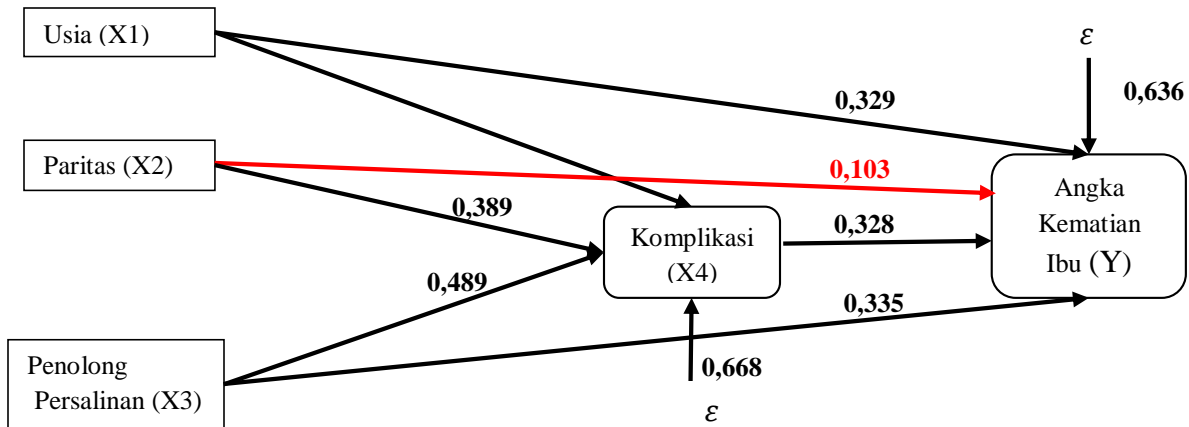 Usia (X1)
ε
0,329
0,636
Paritas (X2)
0,103
Angka
Kematian
Ibu (Y)
0,389
Komplikasi
(X4)
0,328
0,489
0,335
Penolong
Persalinan (X3)
0,668
ε